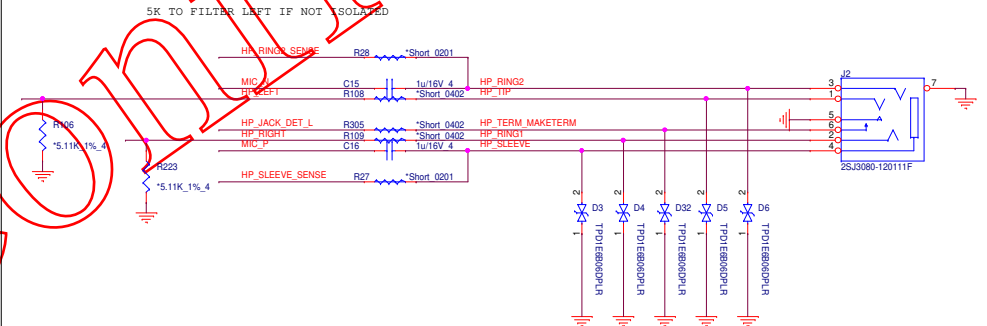 5K TO FILTER LEFT IF NOT ISOLATED
HP_RING2_SENSE R28 *Short_0201
C15 1u/16V_4 HP_RING2
HP_LEFT R108 *Short_0402 HP_TIP
J2
3
1
5
6
2
4
7
2SJ3080-120111F
R106
*5.11K_1%_4
HP_JACK_DET_L R305 *Short_0402 HP_TERM_MAKETERM
HP_RIGHT R109 *Short_0402 HP_RING1
MIC_P C16 1u/16V_4 HP_SLEEVE
R223
*5.11K_1%_4
HP_SLEEVE_SENSE R27 *Short_0201
2 D3 1 TPD1E6B06DPLR
2 D4 1 TPD1E6B06DPLR
2 D32 1 TPD1E6B06DPLR
2 D5 1 TPD1E6B06DPLR
2 D6 1 TPD1E6B06DPLR